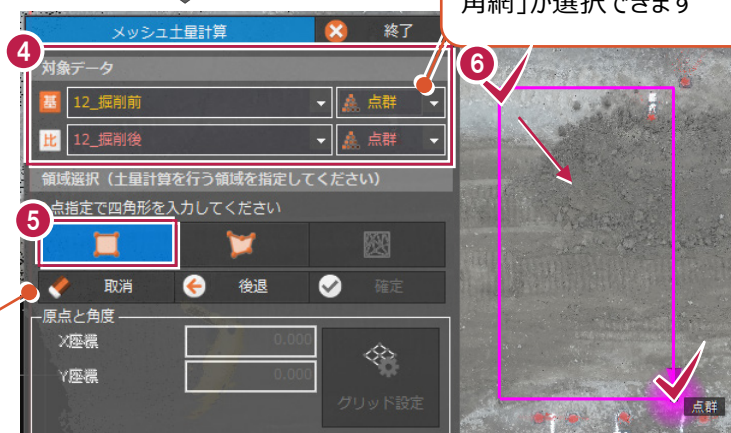 角網」が選択できます
メッシュ土量計算
終了
4
対象データ
基 12_掘削前 点群
比 12_掘削後 点群
領域選択（土量計算を行う領域を指定してください）
点指定で四角形を入力してください
5
取消 後退 確定
原点と角度
X座標 0.000
Y座標 0.000
グリッド設定
6
点群